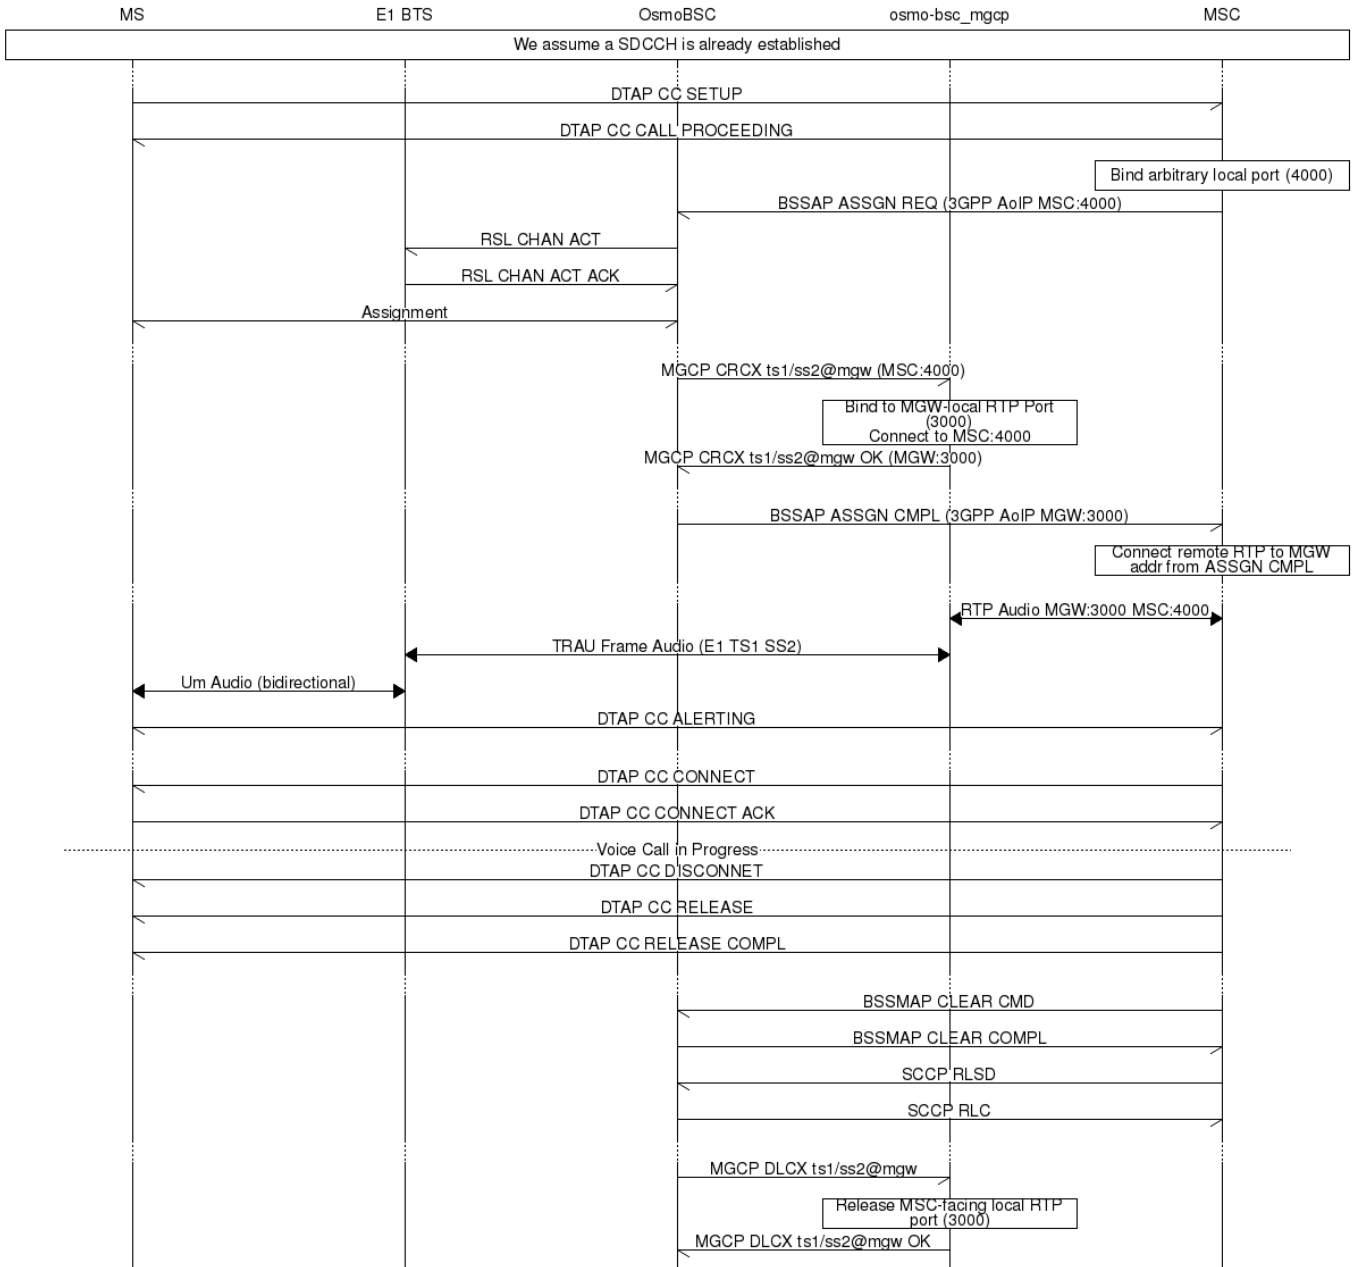 MS E1 BTS OsmoBSC osmo-bsc_mgcp MSC
We assume a SDCCH is already established
DTAP CC SETUP
DTAP CC CALL PROCEEDING
Bind arbitrary local port (4000)
BSSAP ASSGN REQ (3GPP AoIP MSC:4000)
RSL CHAN ACT
RSL CHAN ACT ACK
Assignment
MGCP CRCX ts1/ss2@mgw (MSC:4000)
Bind to MGW-local RTP Port
(3000)
Connect to MSC:4000
MGCP CRCX ts1/ss2@mgw OK (MGW:3000)
BSSAP ASSGN CMPL (3GPP AoIP MGW:3000)
Connect remote RTP to MGW
addr from ASSGN CMPL
RTP Audio MGW:3000 MSC:4000
TRAU Frame Audio (E1 TS1 SS2)
Um Audio (bidirectional)
DTAP CC ALERTING
DTAP CC CONNECT
DTAP CC CONNECT ACK
Voice Call in Progress
DTAP CC DISCONNET
DTAP CC RELEASE
DTAP CC RELEASE COMPL
BSSMAP CLEAR CMD
BSSMAP CLEAR COMPL
SCCP RLSD
SCCP RLC
MGCP DLCX ts1/ss2@mgw
Release MSC-facing local RTP
port (3000)
MGCP DLCX ts1/ss2@mgw OK